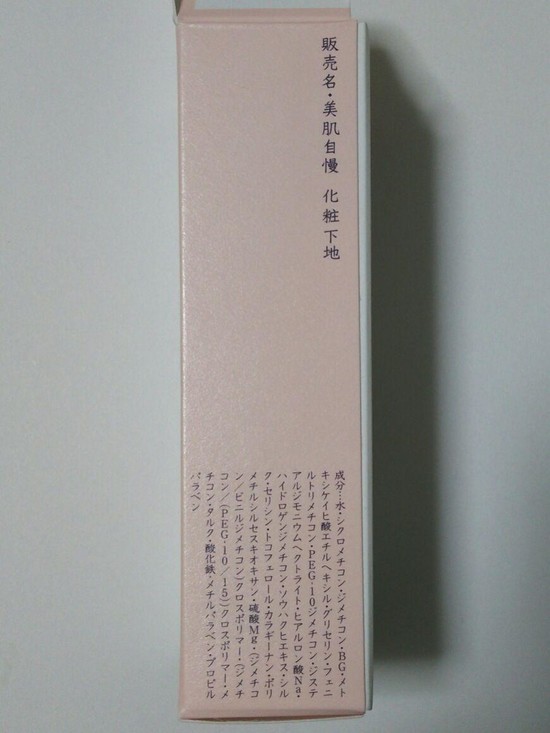 販売名・美肌自慢 化粧下地
成分…水・シクロメチコン・ジメチコン・BG・メト
キシケイヒ酸エチルヘキシル・グリセリン・フェニ
ルトリメチコン・PEG-10ジメチコン・ジステ
アルジモニウムヘクトライト・ヒアルロン酸Na・
ハイドロゲンジメチコン・ソウハクヒエキス・シル
ク・セリシン・トコフェロール・カラギーナン・ポリ
メチルシルセスキオキサン・硫酸Mg・(ジメチコ
ン/ビニルジメチコン)クロスポリマー・(ジメチ
コン/(PEG-10/15))クロスポリマー・メ
チコン・タルク・酸化鉄・メチルパラベン・プロピル
パラベン